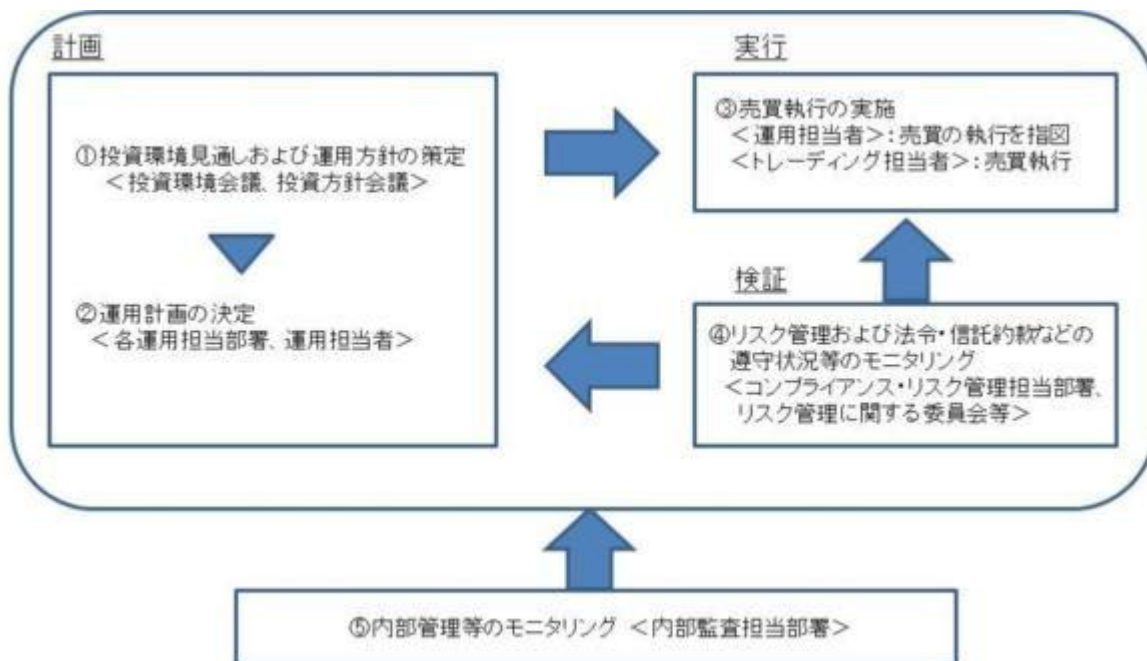 計画
①投資環境見通しおよび運用方針の策定
＜投資環境会議、投資方針会議＞
②運用計画の決定
＜各運用担当部署、運用担当者＞
実行
③売買執行の実施
＜運用担当者＞:売買の執行を指図
＜トレーディング担当者＞:売買執行
検証
④リスク管理および法令・信託約款などの
遵守状況等のモニタリング
＜コンプライアンス・リスク管理担当部署、
リスク管理に関する委員会等＞
⑤内部管理等のモニタリング ＜内部監査担当部署＞